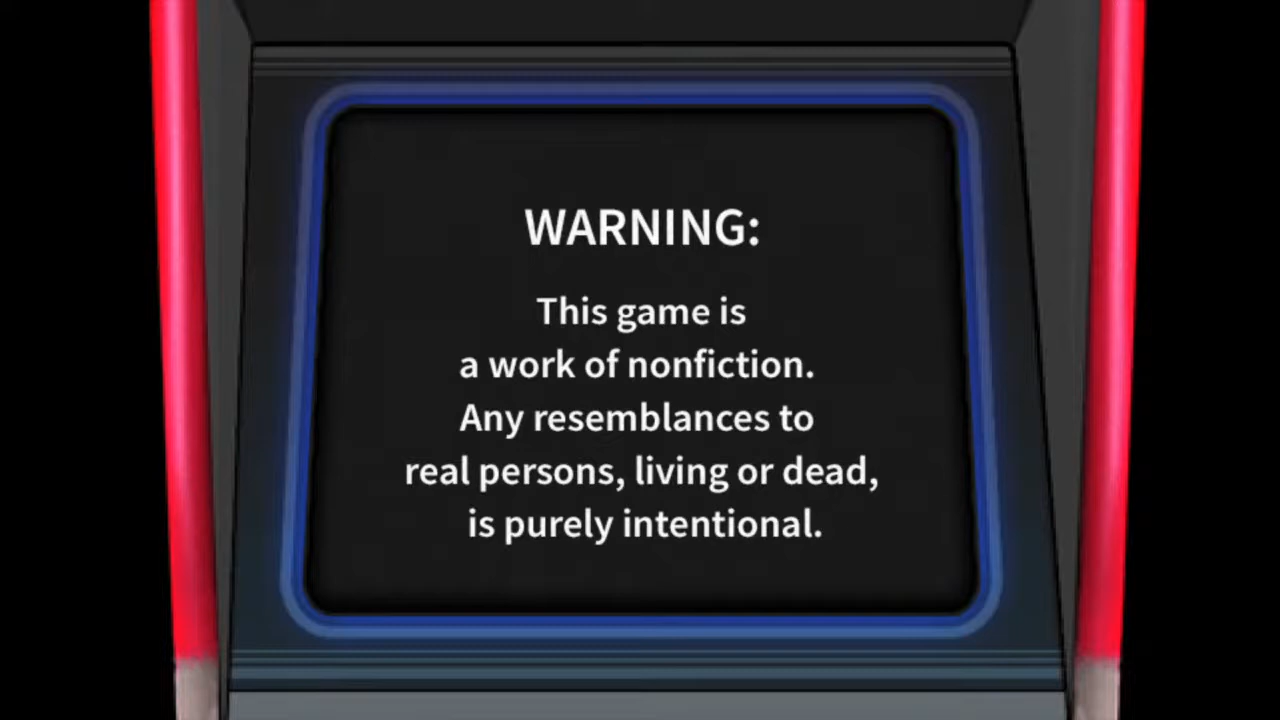 WARNING:
This game is
a work of nonfiction.
Any resemblances to
real persons, living or dead,
is purely intentional.